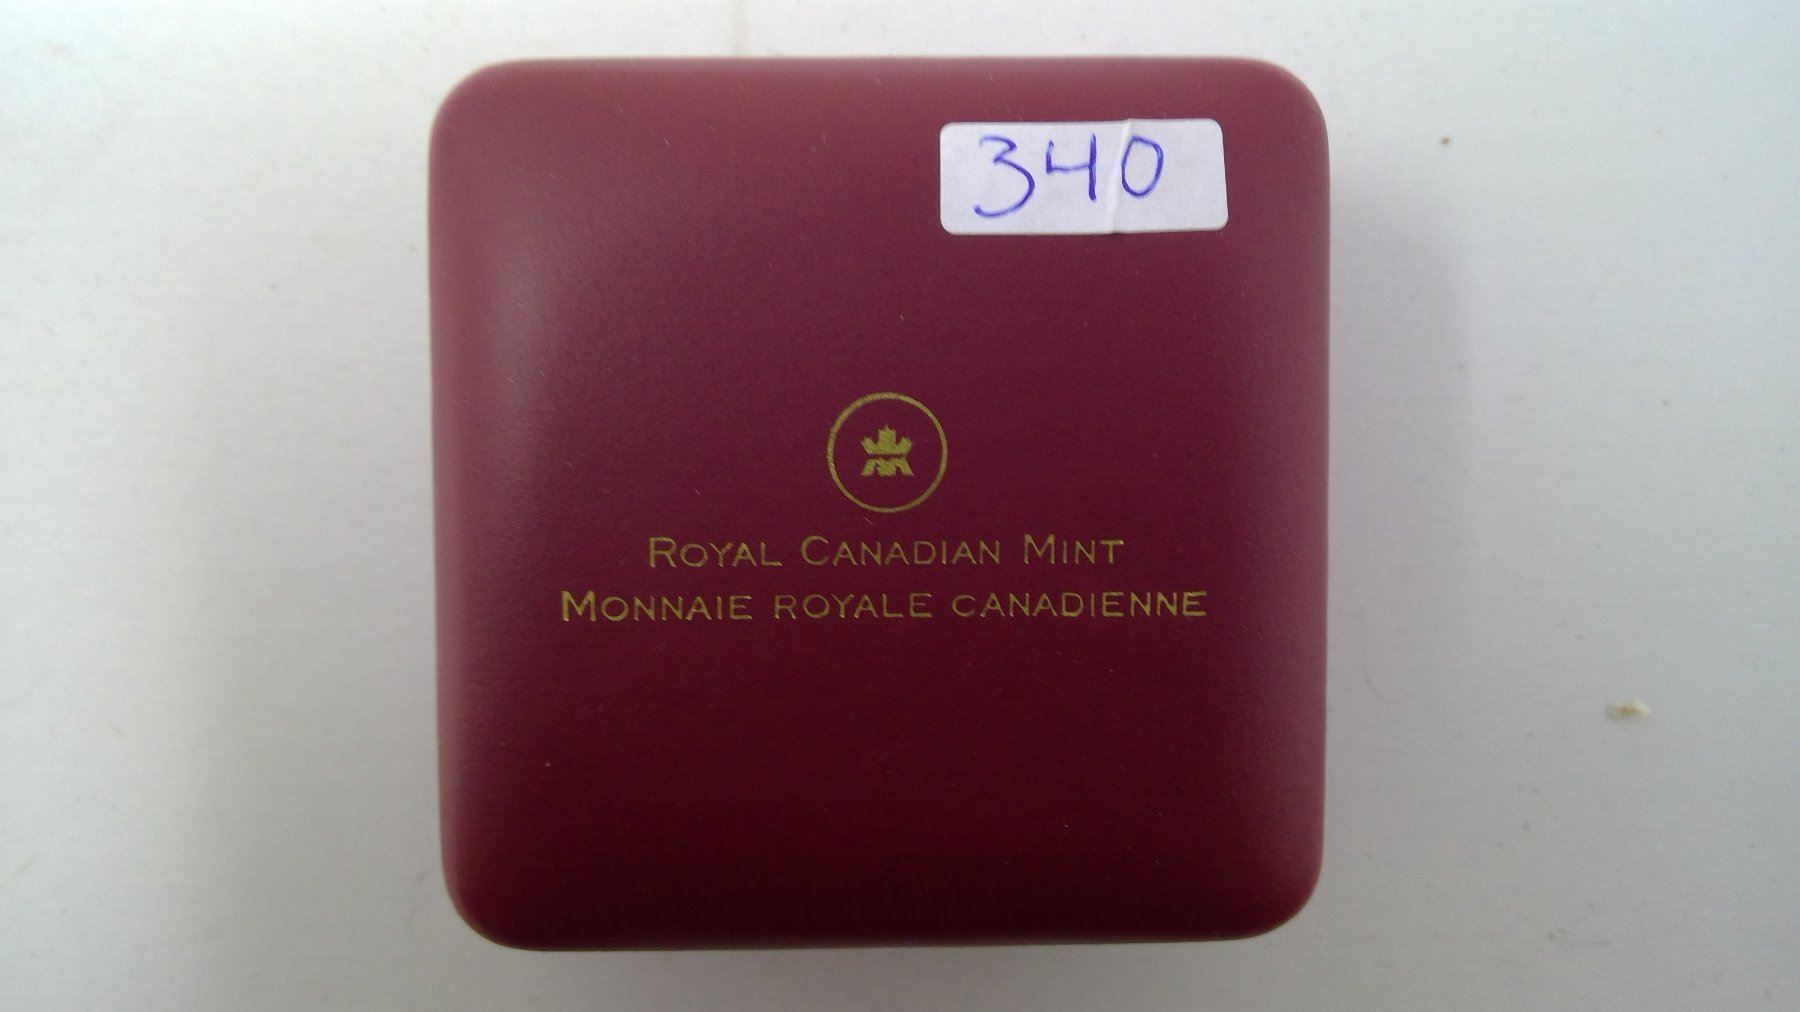 340
ROYAL CANADIAN MINT
MONNAIE ROYALE CANADIENNE